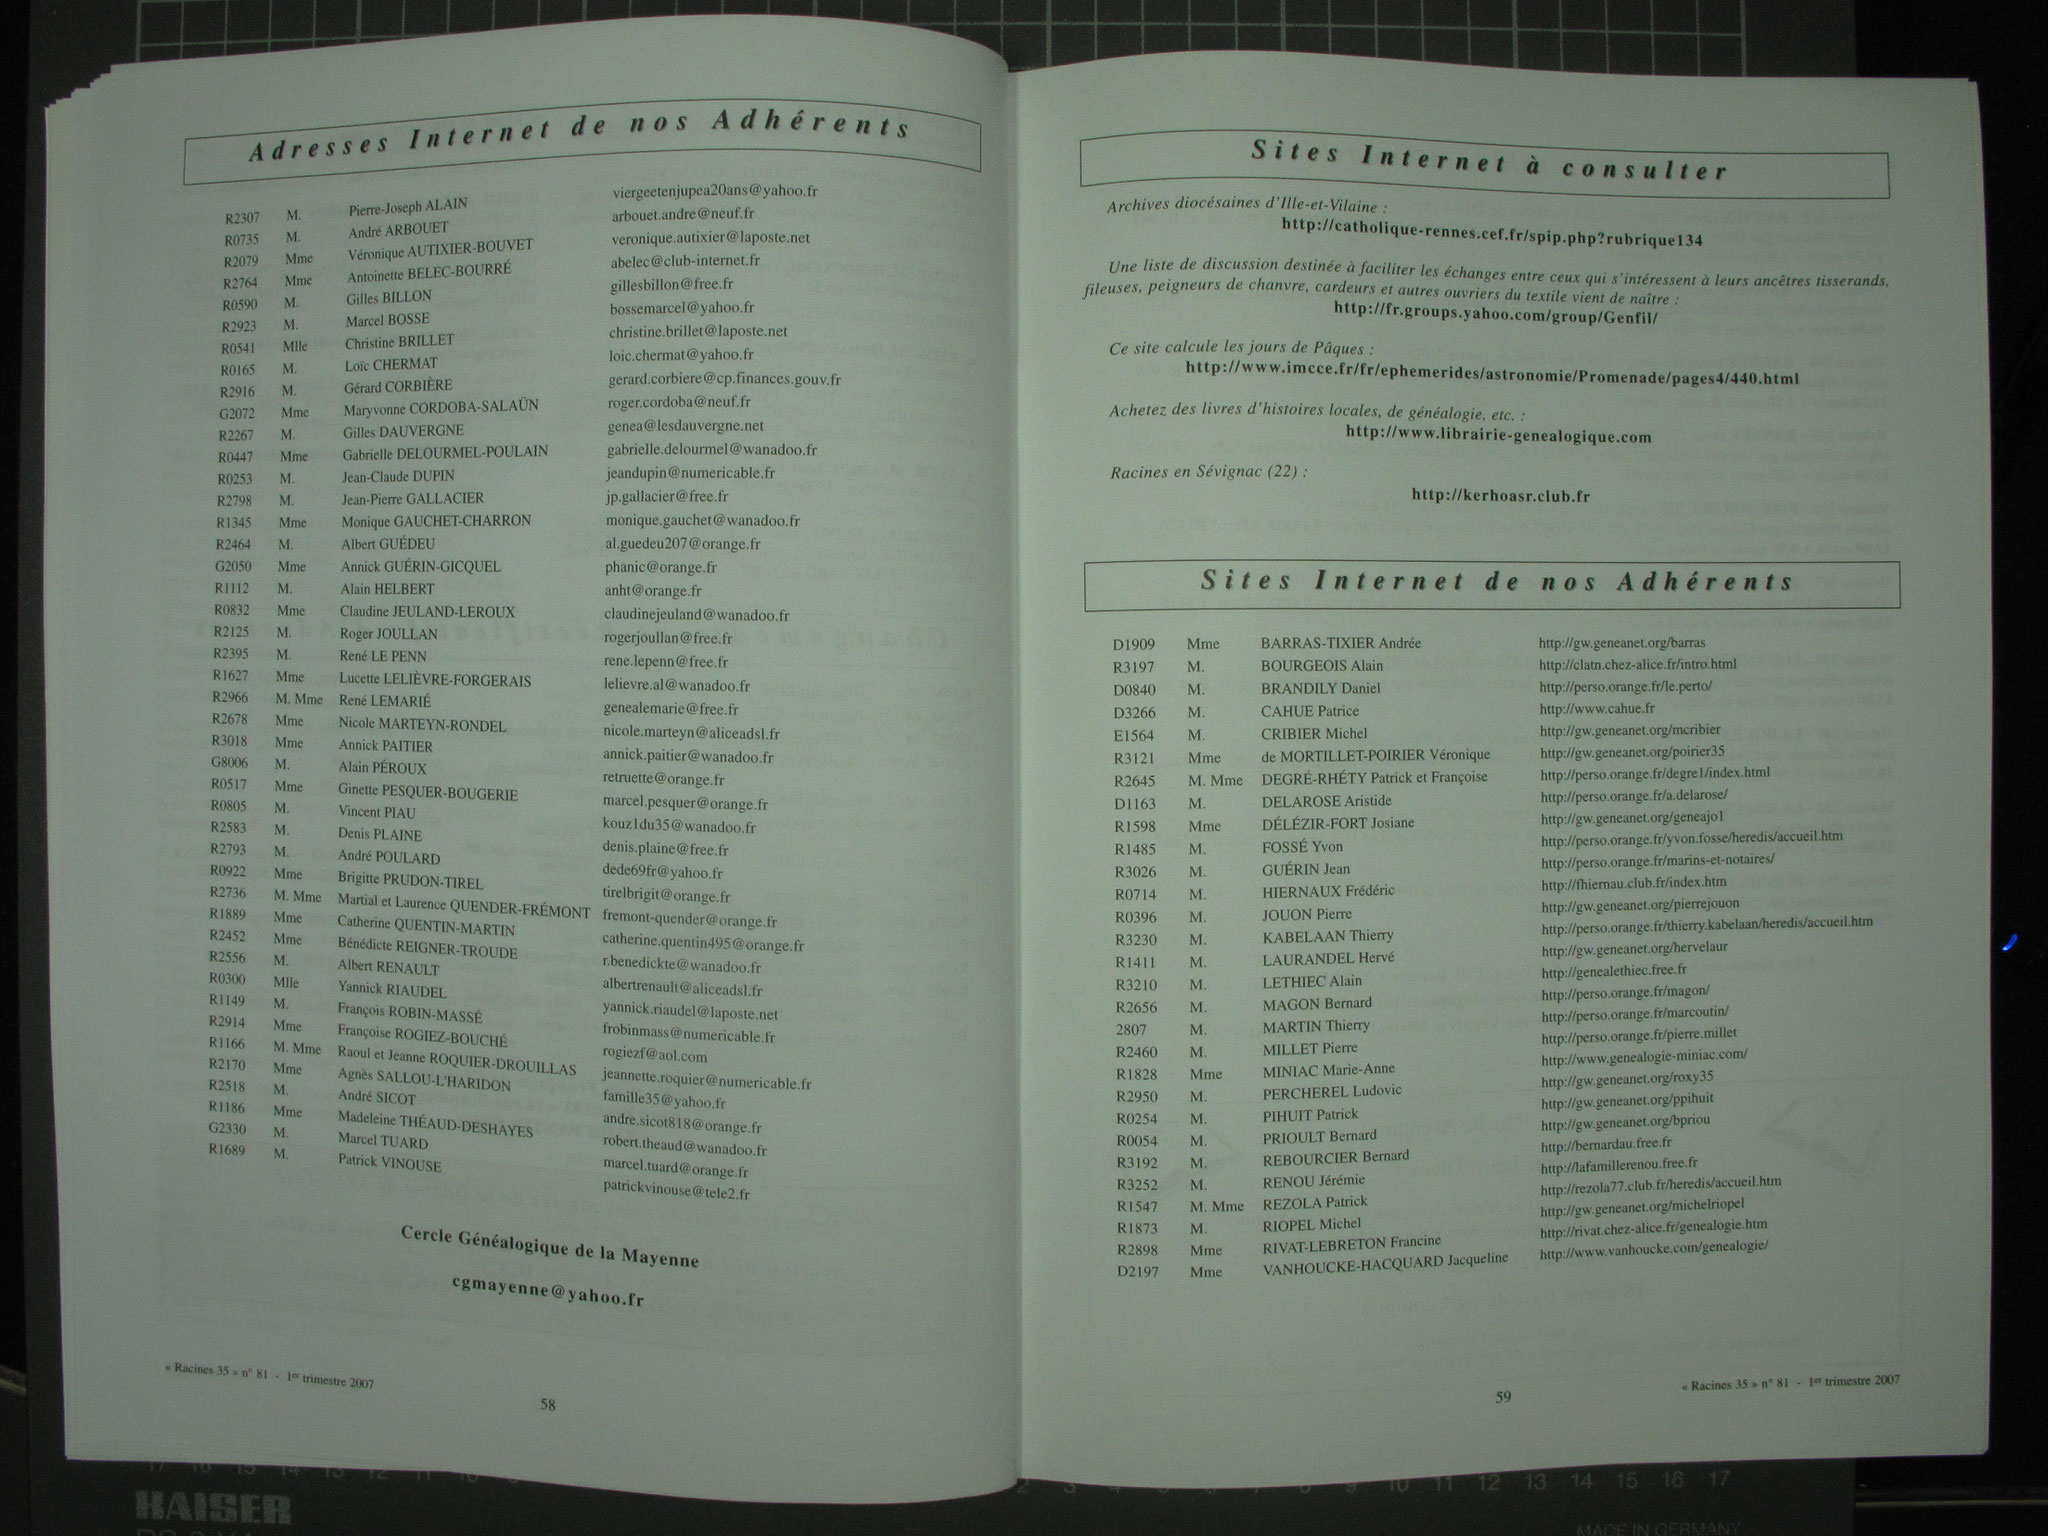 Adresses Internet de nos Adhérents
R2307 M. Pierre-Joseph ALAIN viergeetenjupea20ans@yahoo.fr
R0735 M. André ARBOUET arbouet.andre@neuf.fr
R2079 Mme Véronique AUTIXIER-BOUVET veronique.autixier@laposte.net
R2764 Mme Antoinette BELEC-BOURRÉ abelec@club-internet.fr
R0590 M. Gilles BILLON gillesbillon@free.fr
R2923 M. Marcel BOSSE bossemarcel@yahoo.fr
R0541 Mlle Christine BRILLET christine.brillet@laposte.net
R0165 M. Loïc CHERMAT loic.chermat@yahoo.fr
R2916 M. Gérard CORBIÈRE gerard.corbiere@cp.finances.gouv.fr
G2072 Mme Maryvonne CORDOBA-SALAÜN roger.cordoba@neuf.fr
R2267 M. Gilles DAUVERGNE genea@lesdauvergne.net
R0447 Mme Gabrielle DELOURMEL-POULAIN gabrielle.delourmel@wanadoo.fr
R0253 M. Jean-Claude DUPIN jeandupin@numericable.fr
R2798 M. Jean-Pierre GALLACIER jp.gallacier@free.fr
R1345 Mme Monique GAUCHET-CHARRON monique.gauchet@wanadoo.fr
R2464 M. Albert GUÉDEU al.guedeu207@orange.fr
G2050 Mme Annick GUÉRIN-GICQUEL phanic@orange.fr
R1112 M. Alain HELBERT anht@orange.fr
R0832 Mme Claudine JEULAND-LEROUX claudinejeuland@wanadoo.fr
R2125 M. Roger JOULLAN rogerjoullan@free.fr
R2395 M. René LE PENN rene.lepenn@free.fr
R1627 Mme Lucette LELIÈVRE-FORGERAIS lelievre.al@wanadoo.fr
R2966 M. Mme René LEMARIÉ genealemarie@free.fr
R2678 Mme Nicole MARTEYN-RONDEL nicole.marteyn@aliceadsl.fr
R3018 Mme Annick PAITIER annick.paitier@wanadoo.fr
G8006 M. Alain PÉROUX retruette@orange.fr
R0517 Mme Ginette PESQUER-BOUGERIE marcel.pesquer@orange.fr
R0805 M. Vincent PIAU kouz1du35@wanadoo.fr
R2583 M. Denis PLAINE denis.plaine@free.fr
R2793 M. André POULARD dede69fr@yahoo.fr
R0922 Mme Brigitte PRUDON-TIREL tirelbrigit@orange.fr
R2736 M. Mme Martial et Laurence QUENDER-FRÉMONT fremont-quender@orange.fr
R1889 Mme Catherine QUENTIN-MARTIN catherine.quentin495@orange.fr
R2452 Mme Bénédicte REIGNER-TROUDE r.benedickte@wanadoo.fr
R2556 M. Albert RENAULT albertrenault@aliceadsl.fr
R0300 Mlle Yannick RIAUDEL yannick.riaudel@laposte.net
R1149 M. François ROBIN-MASSÉ frobinmass@numericable.fr
R2914 Mme Françoise ROGIEZ-BOUCHÉ rogiezf@aol.com
R1166 M. Mme Raoul et Jeanne ROQUIER-DROUILLAS jeannette.roquier@numericable.fr
R2170 Mme Agnès SALLOU-L'HARIDON famille35@yahoo.fr
R2518 M. André SICOT andre.sicot818@orange.fr
R1186 Mme Madeleine THÉAUD-DESHAYES robert.theaud@wanadoo.fr
G2330 M. Marcel TUARD marcel.tuard@orange.fr
R1689 M. Patrick VINOUSE patrickvinouse@tele2.fr
Cercle Généalogique de la Mayenne
cgmayenne@yahoo.fr
« Racines 35 » n° 81 - 1er trimestre 2007
58
Sites Internet à consulter
Archives diocésaines d'Ille-et-Vilaine :
http://catholique-rennes.cef.fr/spip.php?rubrique134
Une liste de discussion destinée à faciliter les échanges entre ceux qui s'intéressent à leurs ancêtres tisserands,
fileuses, peigneurs de chanvre, cardeurs et autres ouvriers du textile vient de naître :
http://fr.groups.yahoo.com/group/Genfil/
Ce site calcule les jours de Pâques :
http://www.imcce.fr/fr/ephemerides/astronomie/Promenade/pages4/440.html
Achetez des livres d'histoires locales, de généalogie, etc. :
http://www.librairie-genealogique.com
Racines en Sévignac (22) :
http://kerhoasr.club.fr
Sites Internet de nos Adhérents
D1909 Mme BARRAS-TIXIER Andrée http://gw.geneanet.org/barras
R3197 M. BOURGEOIS Alain http://clatn.chez-alice.fr/intro.html
D0840 M. BRANDILY Daniel http://perso.orange.fr/le.perto/
D3266 M. CAHUE Patrice http://www.cahue.fr
E1564 M. CRIBIER Michel http://gw.geneanet.org/mcribier
R3121 Mme de MORTILLET-POIRIER Véronique http://gw.geneanet.org/poirier35
R2645 M. Mme DEGRÉ-RHÉTY Patrick et Françoise http://perso.orange.fr/degre1/index.html
D1163 M. DELAROSE Aristide http://perso.orange.fr/a.delarose/
R1598 Mme DÉLÉZIR-FORT Josiane http://gw.geneanet.org/geneajo1
R1485 M. FOSSÉ Yvon http://perso.orange.fr/yvon.fosse/heredis/accueil.htm
R3026 M. GUÉRIN Jean http://perso.orange.fr/marins-et-notaires/
R0714 M. HIERNAUX Frédéric http://fhiernau.club.fr/index.htm
R0396 M. JOUON Pierre http://gw.geneanet.org/pierrejouon
R3230 M. KABELAAN Thierry http://perso.orange.fr/thierry.kabelaan/heredis/accueil.htm
R1411 M. LAURANDEL Hervé http://gw.geneanet.org/hervelaur
R3210 M. LETHIEC Alain http://genealethiec.free.fr
R2656 M. MAGON Bernard http://perso.orange.fr/magon/
2807 M. MARTIN Thierry http://perso.orange.fr/marcoutin/
R2460 M. MILLET Pierre http://perso.orange.fr/pierre.millet
R1828 Mme MINIAC Marie-Anne http://www.genealogie-miniac.com/
R2950 M. PERCHEREL Ludovic http://gw.geneanet.org/roxy35
R0254 M. PIHUIT Patrick http://gw.geneanet.org/ppihuit
R0054 M. PRIOULT Bernard http://gw.geneanet.org/bpriou
R3192 M. REBOURCIER Bernard http://bernardau.free.fr
R3252 M. RENOU Jérémie http://lafamillerenou.free.fr
R1547 M. Mme REZOLA Patrick http://rezola77.club.fr/heredis/accueil.htm
R1873 M. RIOPEL Michel http://gw.geneanet.org/michelriopel
R2898 Mme RIVAT-LEBRETON Francine http://rivat.chez-alice.fr/genealogie.htm
D2197 Mme VANHOUCKE-HACQUARD Jacqueline http://www.vanhoucke.com/genealogie/
59
« Racines 35 » n° 81 - 1er trimestre 2007
10 11 12 13 14 15 16 17
KAISER
MADE IN GERMANY